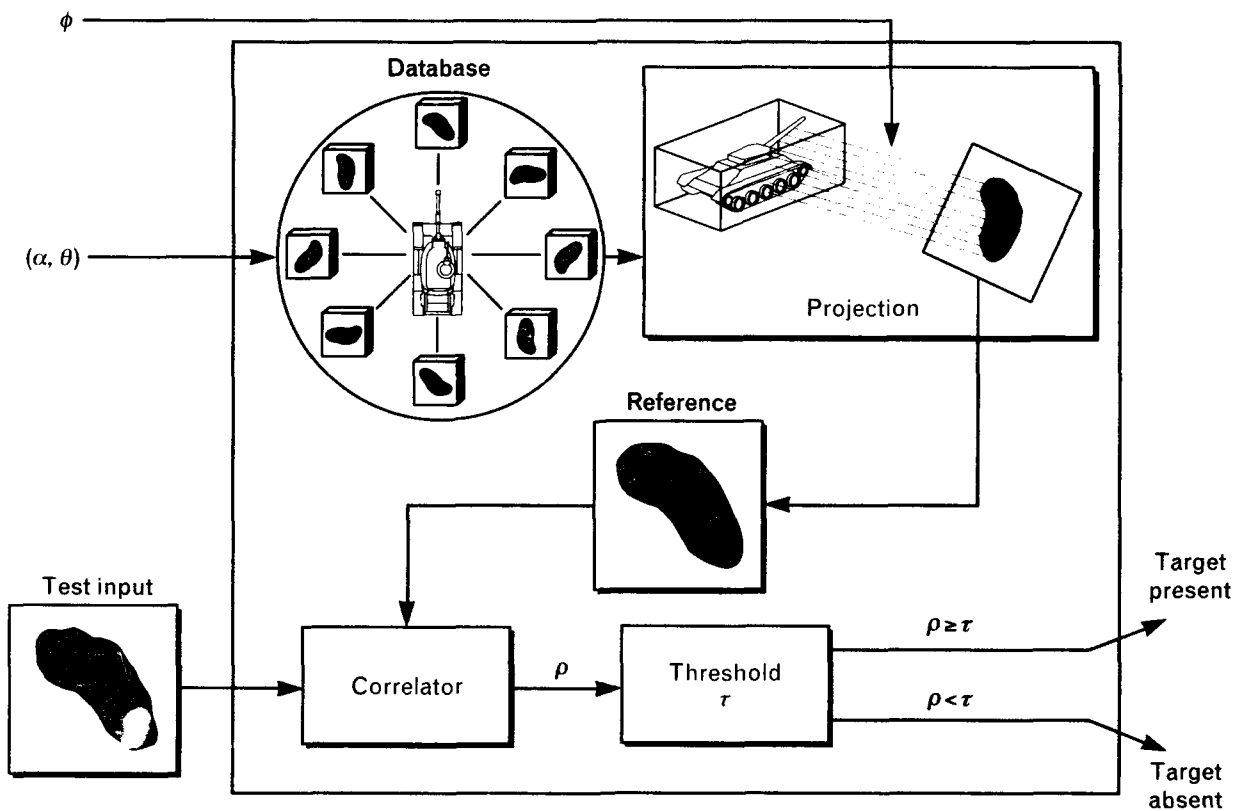 ϕ
Database
(α, θ)
Projection
Reference
Test input
Correlator
ρ
Threshold
τ
ρ ≥ τ
ρ < τ
Target
present
Target
absent